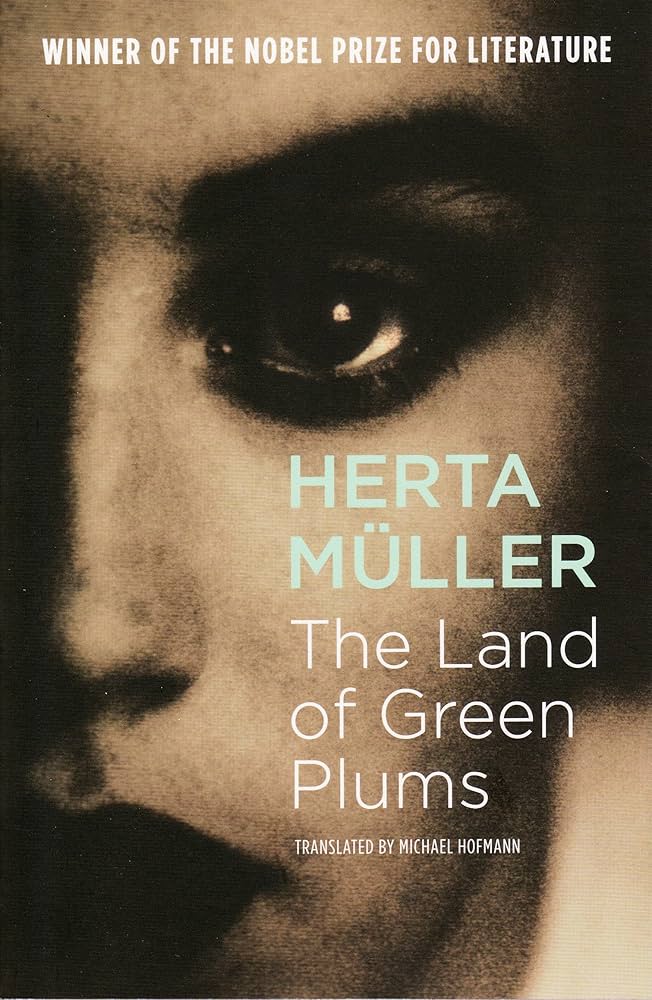 WINNER OF THE NOBEL PRIZE FOR LITERATURE
HERTA
MÜLLER
The Land
of Green
Plums
TRANSLATED BY MICHAEL HOFMANN